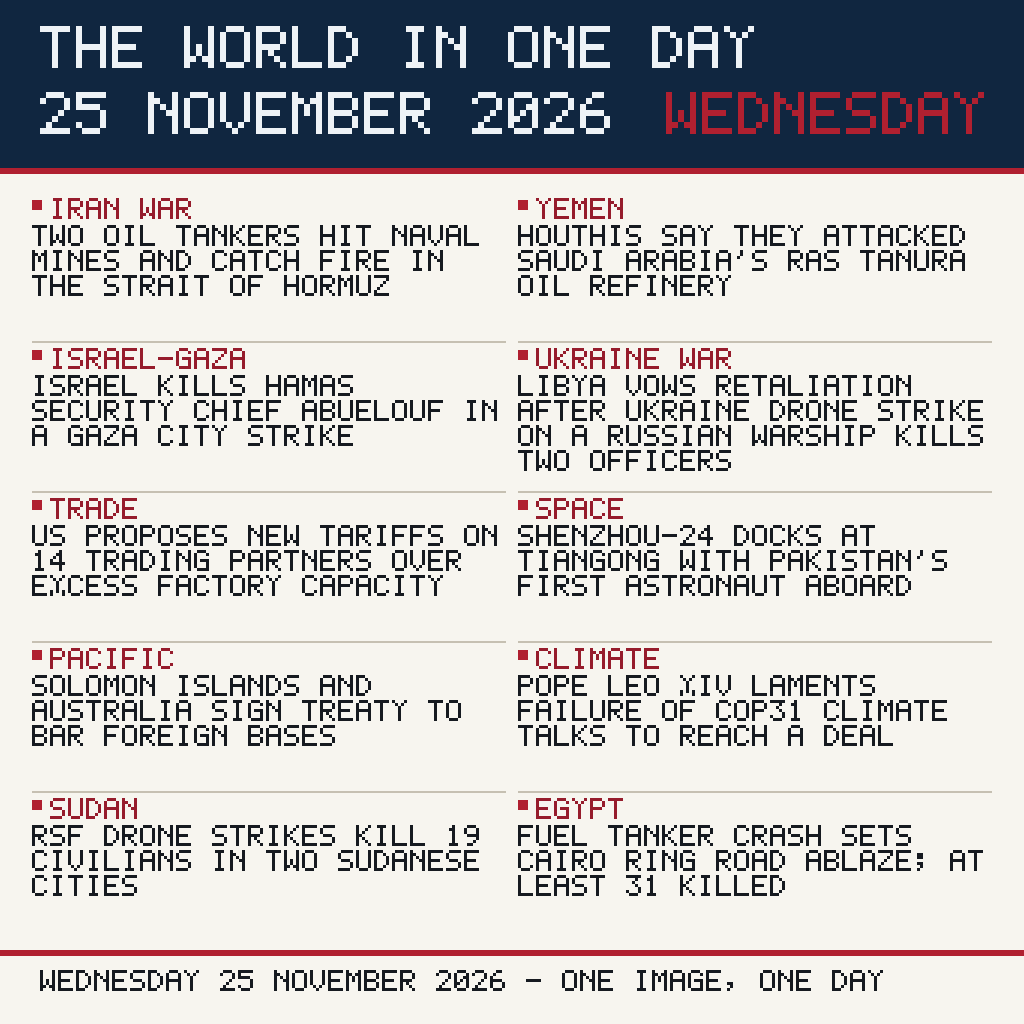 THE WORLD IN ONE DAY
25 NOVEMBER 2026 WEDNESDAY
IRAN WAR
TWO OIL TANKERS HIT NAVAL
MINES AND CATCH FIRE IN
THE STRAIT OF HORMUZ
YEMEN
HOUTHIS SAY THEY ATTACKED
SAUDI ARABIA'S RAS TANURA
OIL REFINERY
ISRAEL-GAZA
ISRAEL KILLS HAMAS
SECURITY CHIEF ABUELOUF IN
A GAZA CITY STRIKE
UKRAINE WAR
LIBYA VOWS RETALIATION
AFTER UKRAINE DRONE STRIKE
ON A RUSSIAN WARSHIP KILLS
TWO OFFICERS
TRADE
US PROPOSES NEW TARIFFS ON
14 TRADING PARTNERS OVER
EXCESS FACTORY CAPACITY
SPACE
SHENZHOU-24 DOCKS AT
TIANGONG WITH PAKISTAN'S
FIRST ASTRONAUT ABOARD
PACIFIC
SOLOMON ISLANDS AND
AUSTRALIA SIGN TREATY TO
BAR FOREIGN BASES
CLIMATE
POPE LEO XIV LAMENTS
FAILURE OF COP31 CLIMATE
TALKS TO REACH A DEAL
SUDAN
RSF DRONE STRIKES KILL 19
CIVILIANS IN TWO SUDANESE
CITIES
EGYPT
FUEL TANKER CRASH SETS
CAIRO RING ROAD ABLAZE; AT
LEAST 31 KILLED
WEDNESDAY 25 NOVEMBER 2026 - ONE IMAGE, ONE DAY